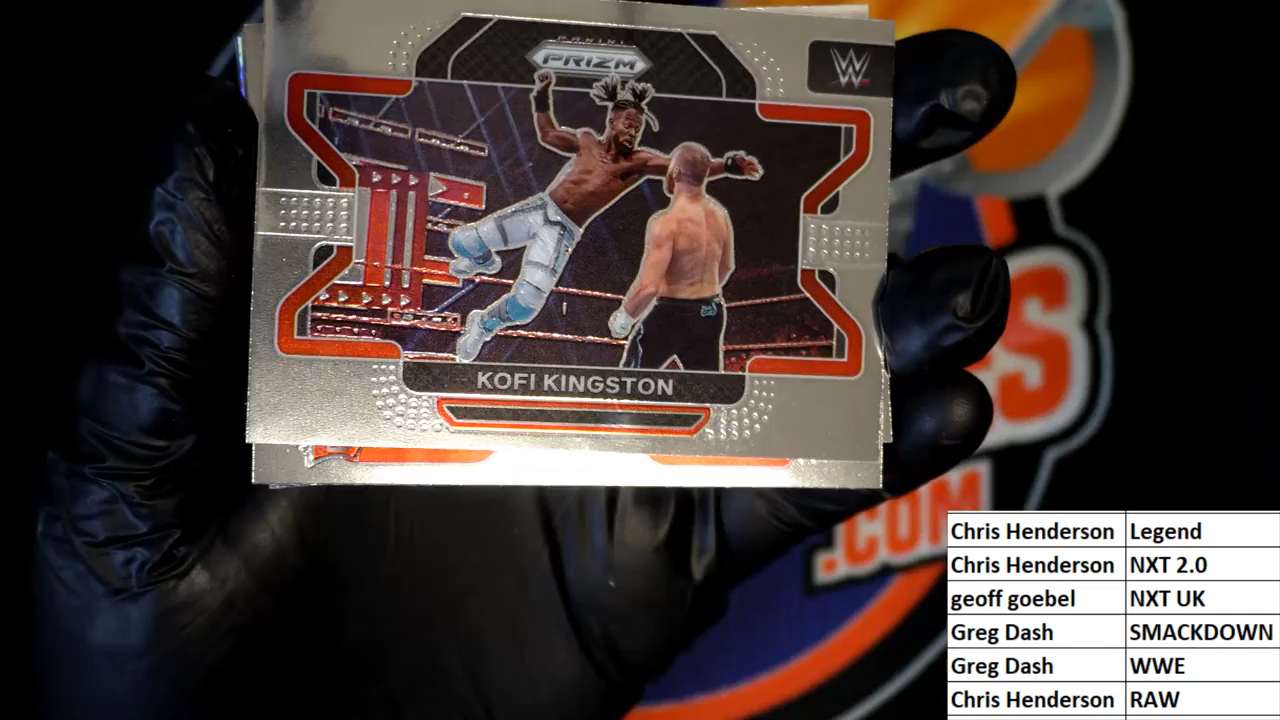 PANINI
PRIZM
W
KOFI KINGSTON
ES
.COM
Chris Henderson Legend
Chris Henderson NXT 2.0
geoff goebel NXT UK
Greg Dash SMACKDOWN
Greg Dash WWE
Chris Henderson RAW